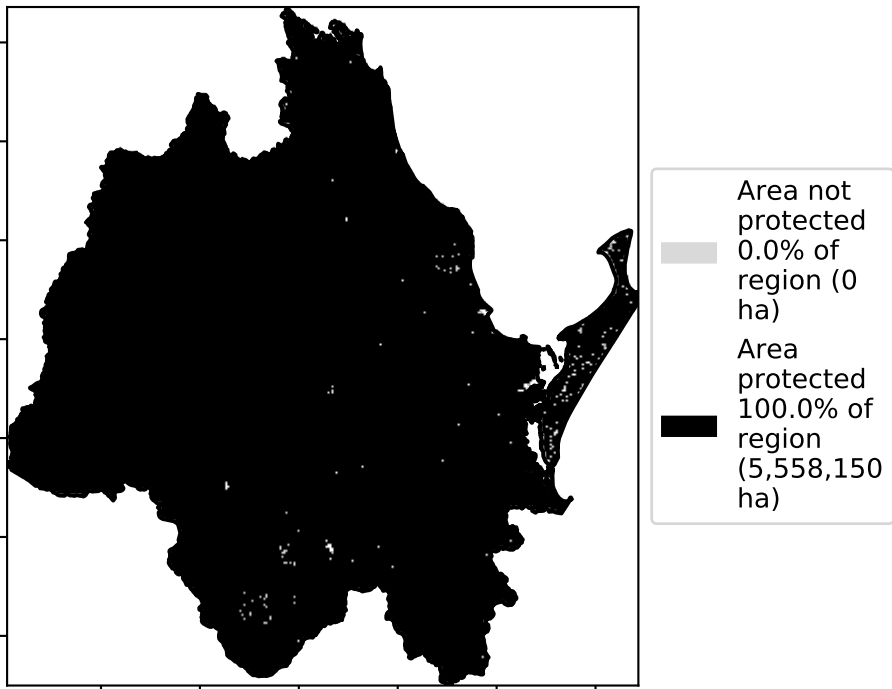 Area not
protected
0.0% of
region (0
ha)
Area
protected
100.0% of
region
(5,558,150
ha)